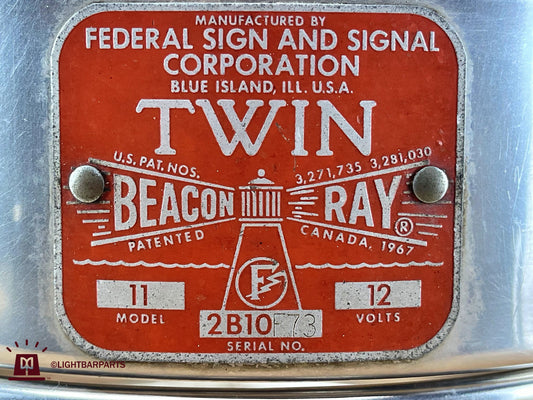 MANUFACTURED BY
FEDERAL SIGN AND SIGNAL
CORPORATION
BLUE ISLAND, ILL. U.S.A.
TWIN
U.S. PAT. NOS. 3,271,735 3,281,030
BEACON RAY®
PATENTED CANADA, 1967
11 12
MODEL VOLTS
2B10F73
SERIAL NO.
©LIGHTBARPARTS